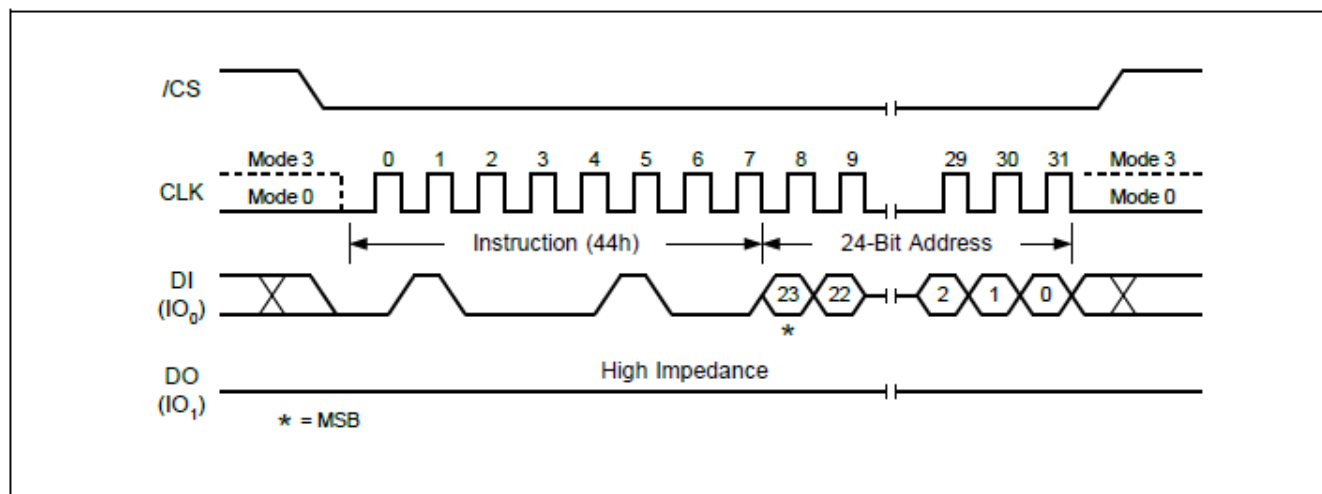 /CS
Mode 3 0 1 2 3 4 5 6 7 8 9 29 30 31 Mode 3
CLK
Mode 0 Mode 0
Instruction (44h) 24-Bit Address
DI
(IO0) 23 22 2 1 0
*
High Impedance
DO
(IO1)
* = MSB